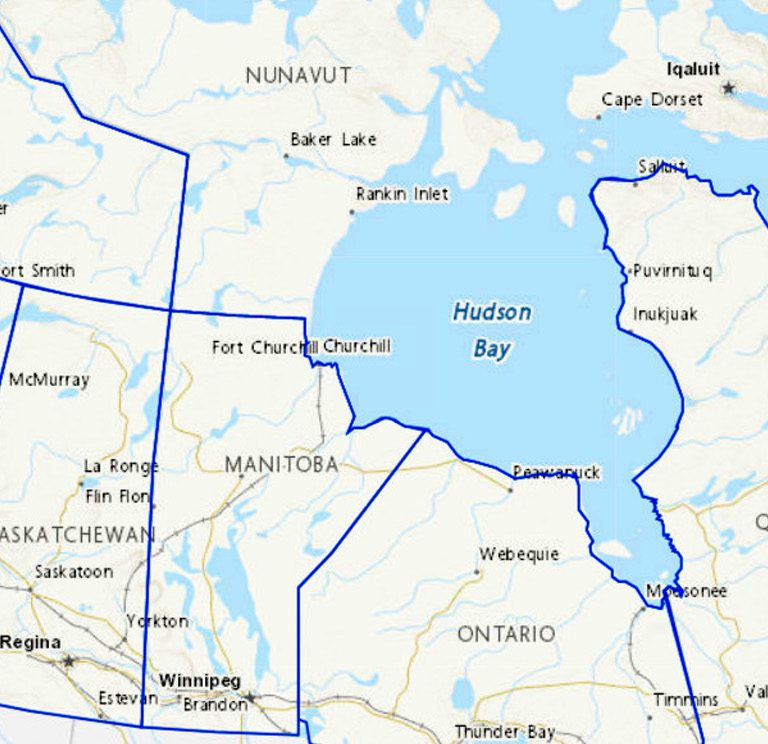 Iqaluit
NUNAVUT
Cape Dorset
Baker Lake
Salluit
Rankin Inlet
er
ort Smith
Puvirnituq
Hudson
Bay
Inukjuak
Fort Churchill
Churchill
McMurray
La Ronge
MANITOBA
Peawanuck
Flin Flon
ASKATCHEWAN
Q
Webequie
Saskatoon
Moosonee
Yorkton
ONTARIO
Regina
Winnipeg
Estevan
Brandon
Timmins
Val
Thunder Bay